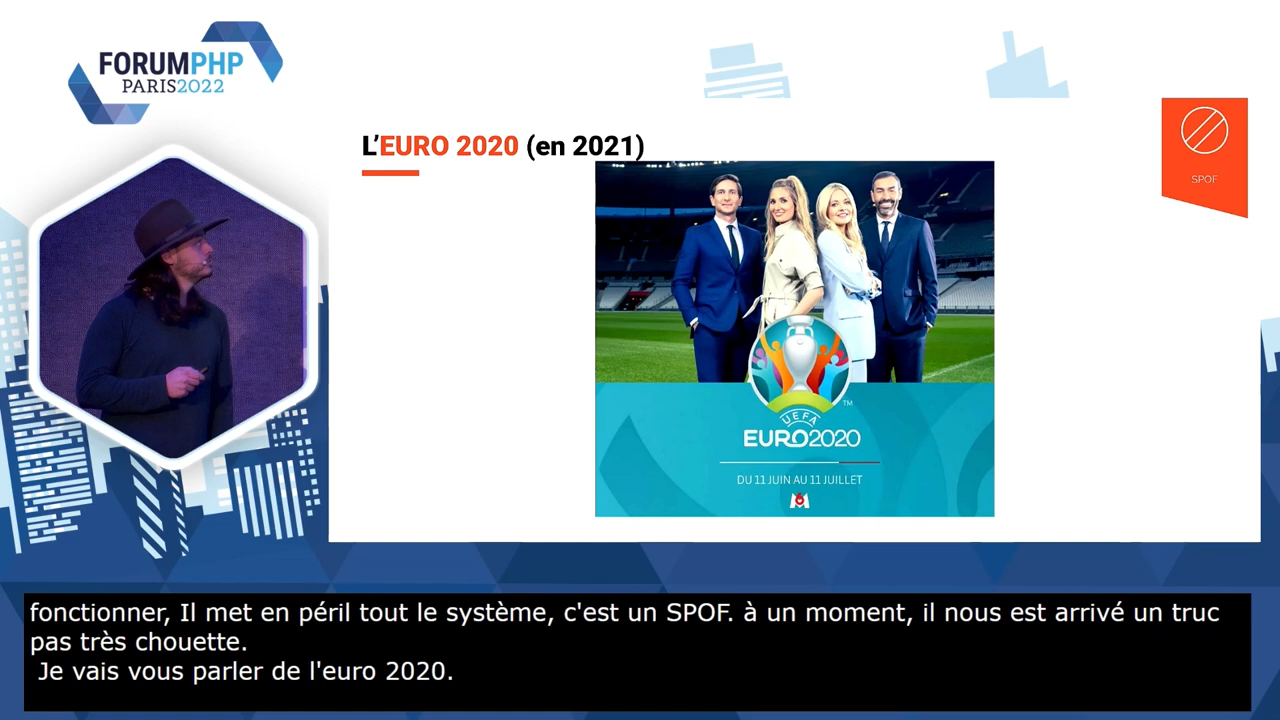 FORUMPHP
PARIS2022
SPOF
L'EURO 2020 (en 2021)
UEFA
EURO2020
TM
DU 11 JUIN AU 11 JUILLET
M6
fonctionner, Il met en péril tout le système, c'est un SPOF. à un moment, il nous est arrivé un truc
pas très chouette.
Je vais vous parler de l'euro 2020.